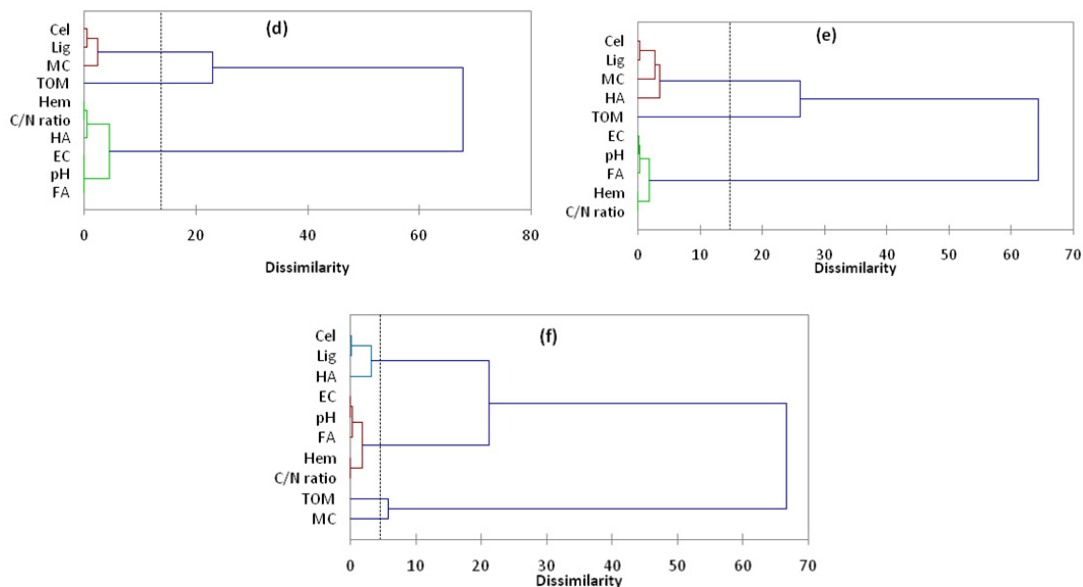 (d)
Cel
Lig
MC
TOM
Hem
C/N ratio
HA
EC
pH
FA
0 20 40 60 80
Dissimilarity
(e)
Cel
Lig
MC
HA
TOM
EC
pH
FA
Hem
C/N ratio
0 10 20 30 40 50 60 70
Dissimilarity
(f)
Cel
Lig
HA
EC
pH
FA
Hem
C/N ratio
TOM
MC
0 10 20 30 40 50 60 70
Dissimilarity